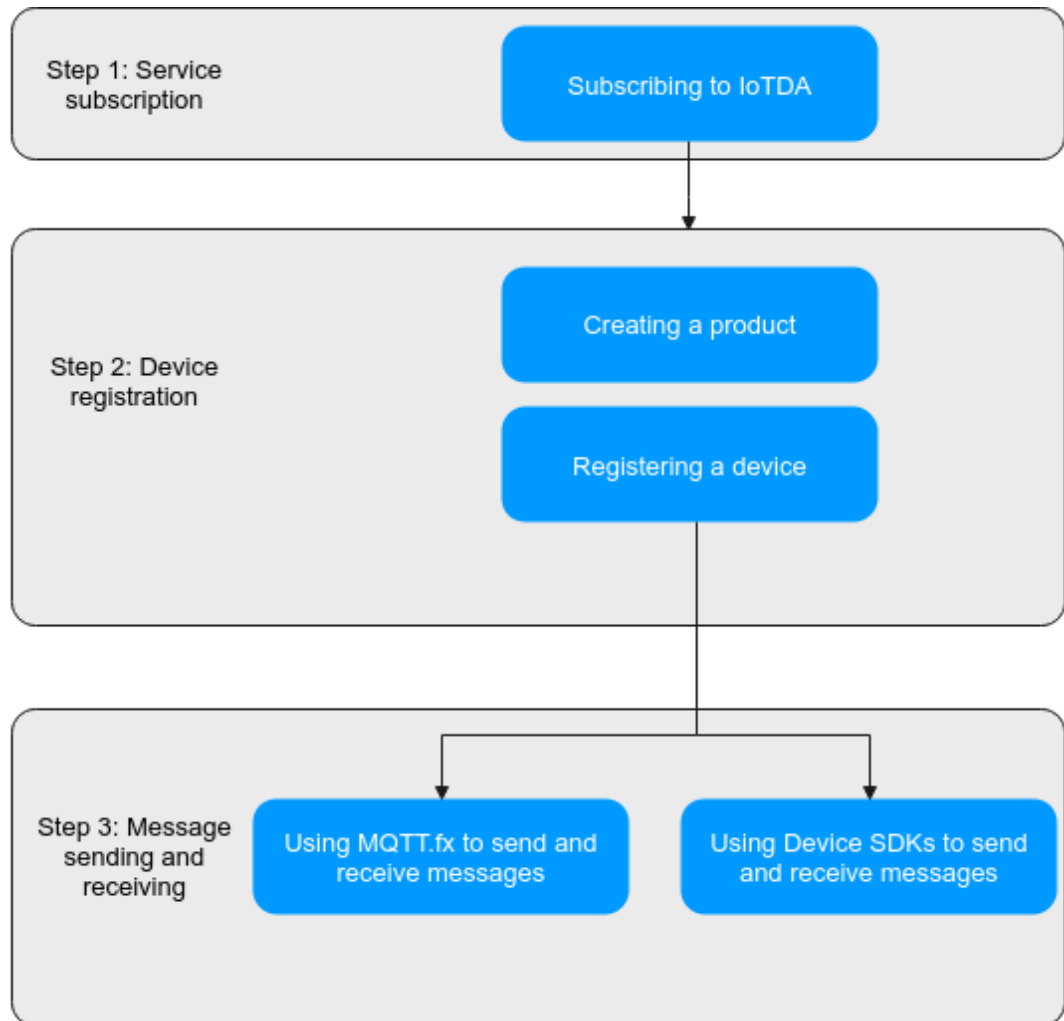 Step 1: Service
subscription
Subscribing to IoTDA
Step 2: Device
registration
Creating a product
Registering a device
Step 3: Message
sending and
receiving
Using MQTT.fx to send and
receive messages
Using Device SDKs to send
and receive messages